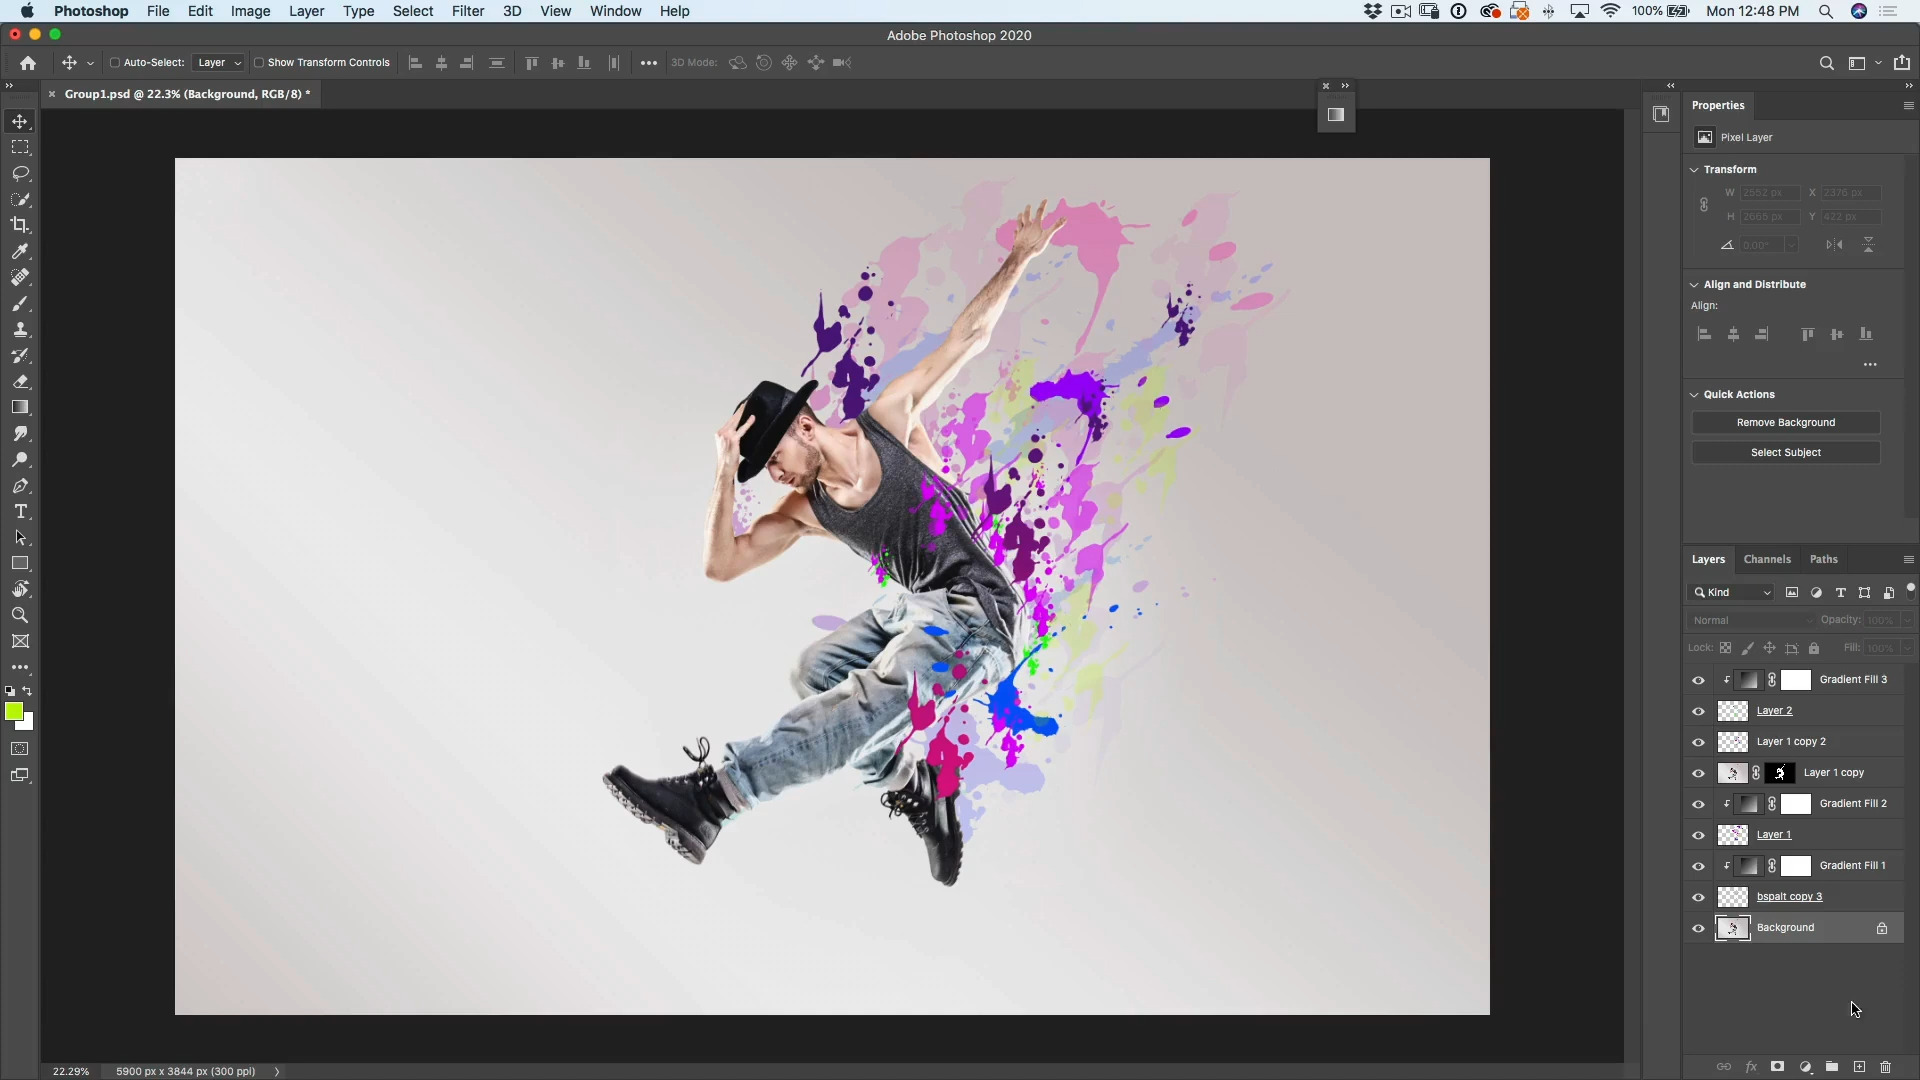 Photoshop File Edit Image Layer Type Select Filter 3D View Window Help 100% Mon 12:48 PM
Adobe Photoshop 2020
Auto-Select: Layer Show Transform Controls 3D Mode:
Group1.psd @ 22.3% (Background, RGB/8) *
Properties
Pixel Layer
Transform
W 2552 px X 2376 px
H 2665 px Y 422 px
0.00°
Align and Distribute
Align:
Quick Actions
Remove Background
Select Subject
Layers Channels Paths
Kind
Normal Opacity: 100%
Lock: Fill: 100%
Gradient Fill 3
Layer 2
Layer 1 copy 2
Layer 1 copy
Gradient Fill 2
Layer 1
Gradient Fill 1
bspalt copy 3
Background
22.29% 5900 px x 3844 px (300 ppi)